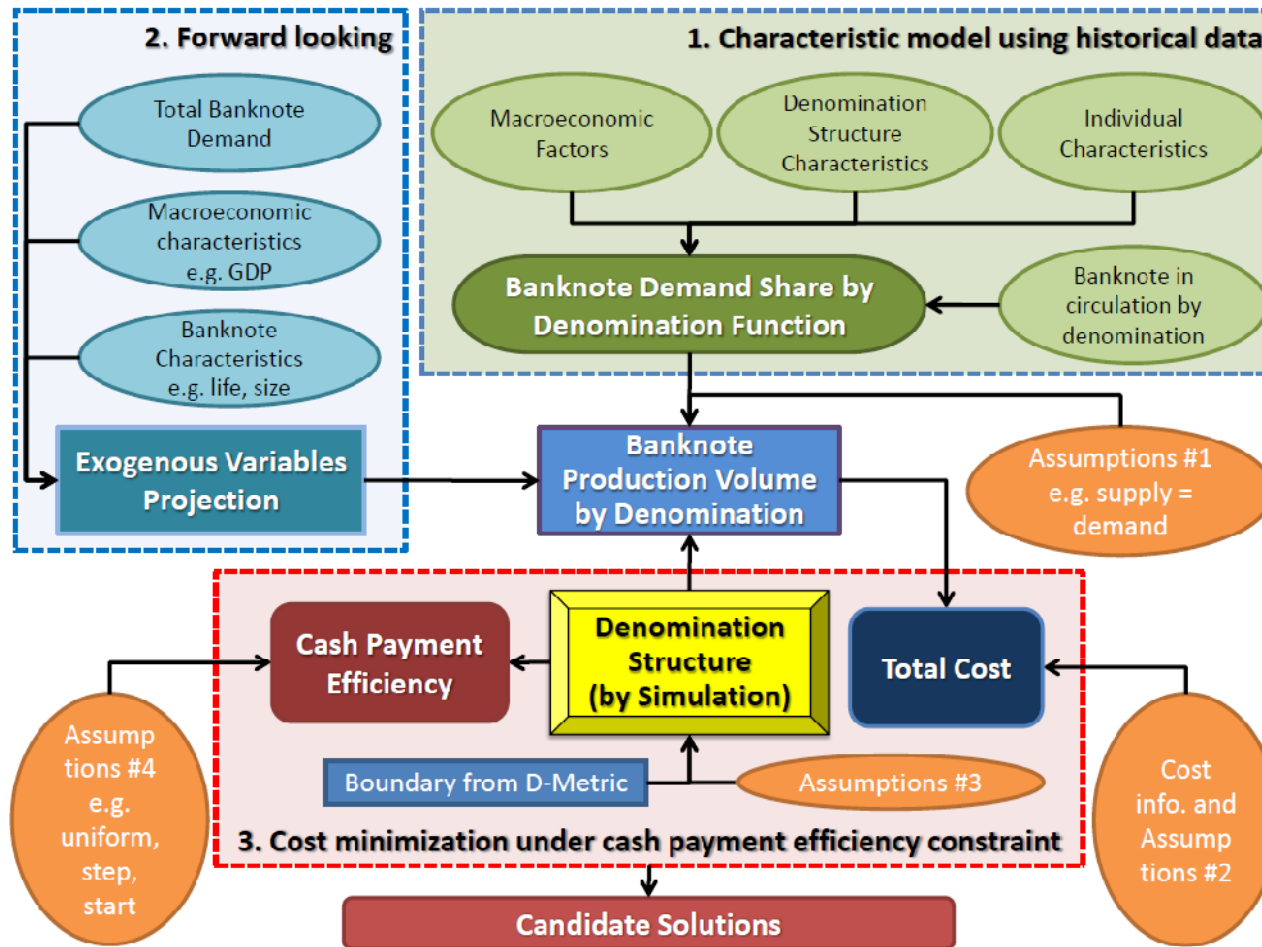 2. Forward looking
Total Banknote
Demand
Macroeconomic
characteristics
e.g. GDP
Banknote
Characteristics
e.g. life, size
Exogenous Variables
Projection
1. Characteristic model using historical data
Macroeconomic
Factors
Denomination
Structure
Characteristics
Individual
Characteristics
Banknote Demand Share by
Denomination Function
Banknote in
circulation by
denomination
Banknote
Production Volume
by Denomination
Assumptions #1
e.g. supply =
demand
Cash Payment
Efficiency
Denomination
Structure
(by Simulation)
Total Cost
Assump
tions #4
e.g.
uniform,
step,
start
Boundary from D-Metric
Assumptions #3
Cost
info. and
Assump
tions #2
3. Cost minimization under cash payment efficiency constraint
Candidate Solutions